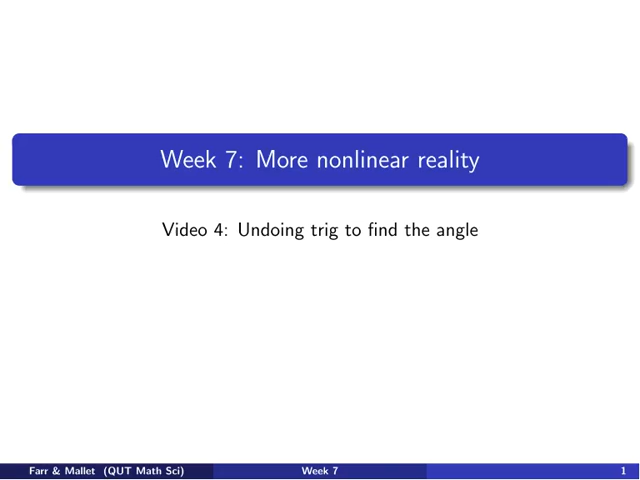 Week 7: More nonlinear reality
Video 4: Undoing trig to find the angle
Farr & Mallet (QUT Math Sci) Week 7 1